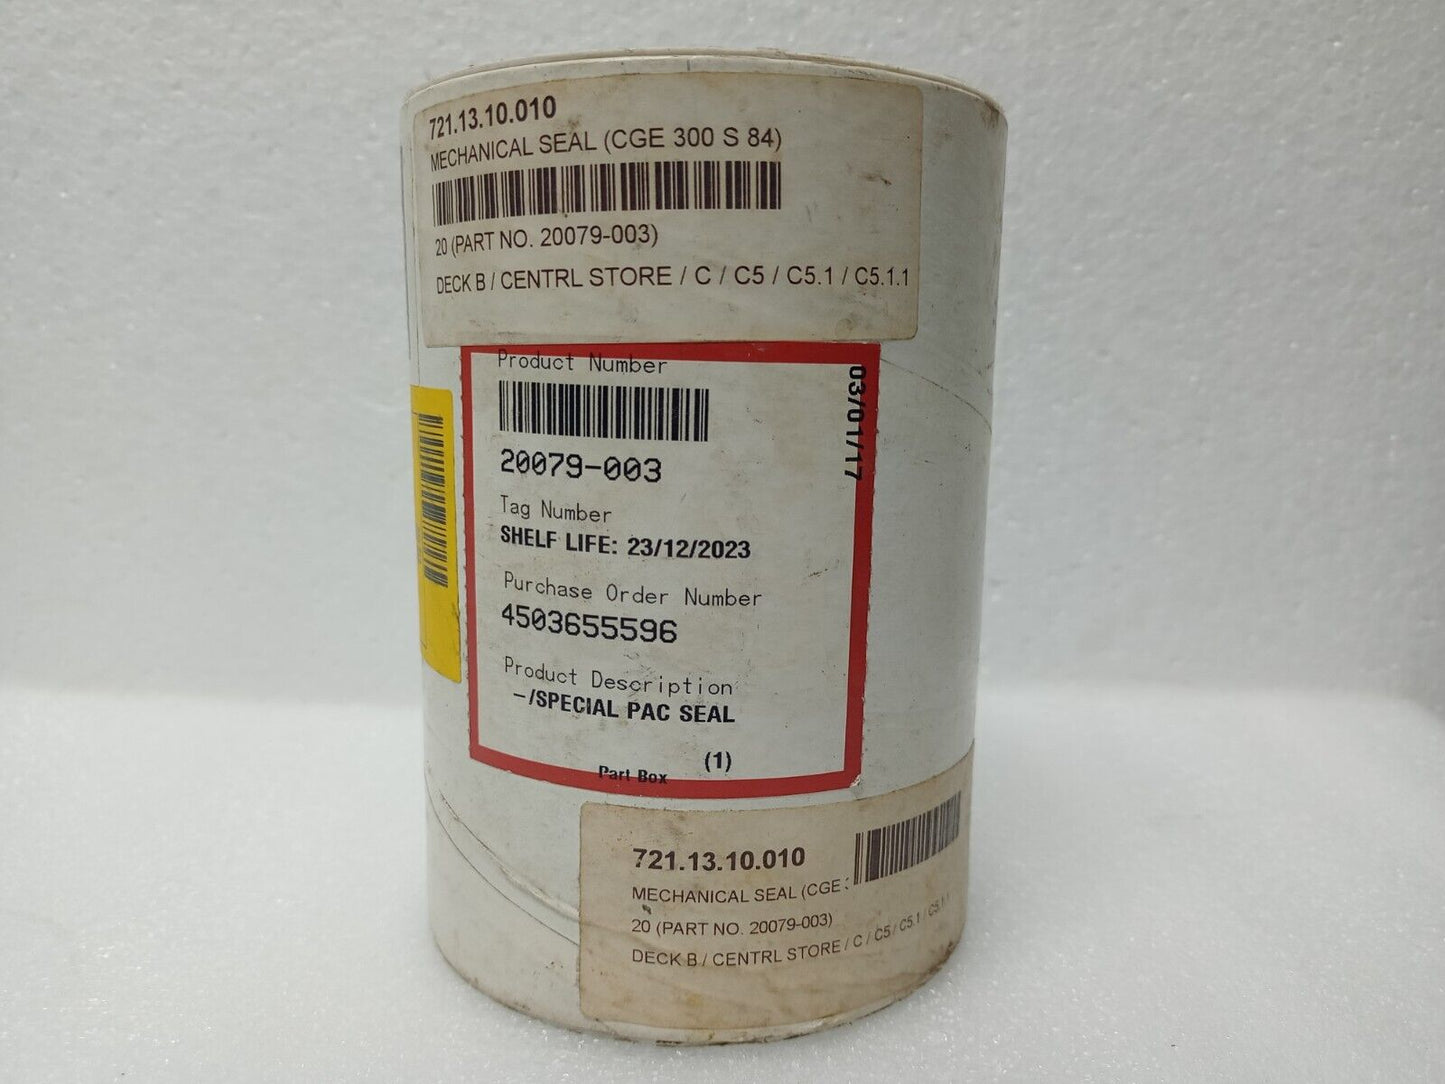 721.13.10.010
MECHANICAL SEAL (CGE 300 S 84)
20 (PART NO. 20079-003)
DECK B / CENTRL STORE / C / C5 / C5.1 / C5.1.1
Product Number
03/01/17
20079-003
Tag Number
SHELF LIFE: 23/12/2023
Purchase Order Number
4503655596
Product Description
-/SPECIAL PAC SEAL
(1)
Part Box
721.13.10.010
MECHANICAL SEAL (CGE
20 (PART NO. 20079-003)
DECK B / CENTRL STORE / C / C5 / C5.1 / C5.1.1